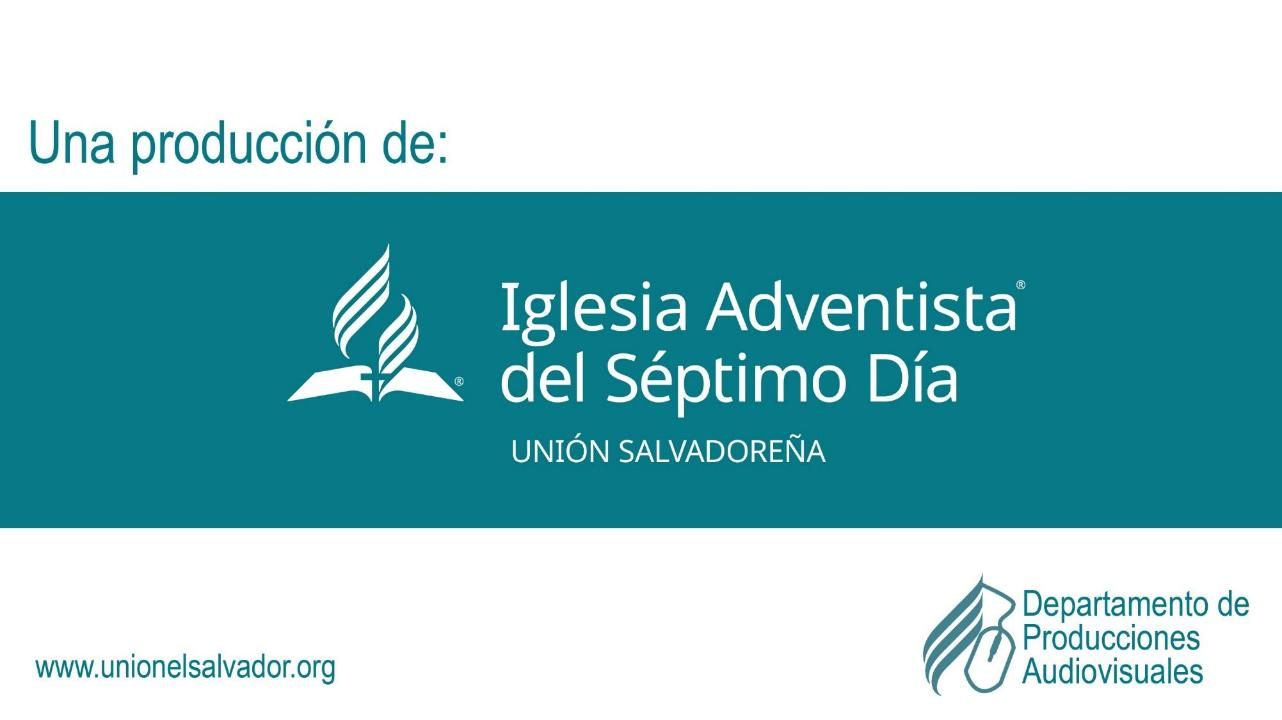 Una producción de:
Iglesia Adventista®
del Séptimo Día
®
UNIÓN SALVADOREÑA
Departamento de
Producciones
Audiovisuales
www.unionelsalvador.org